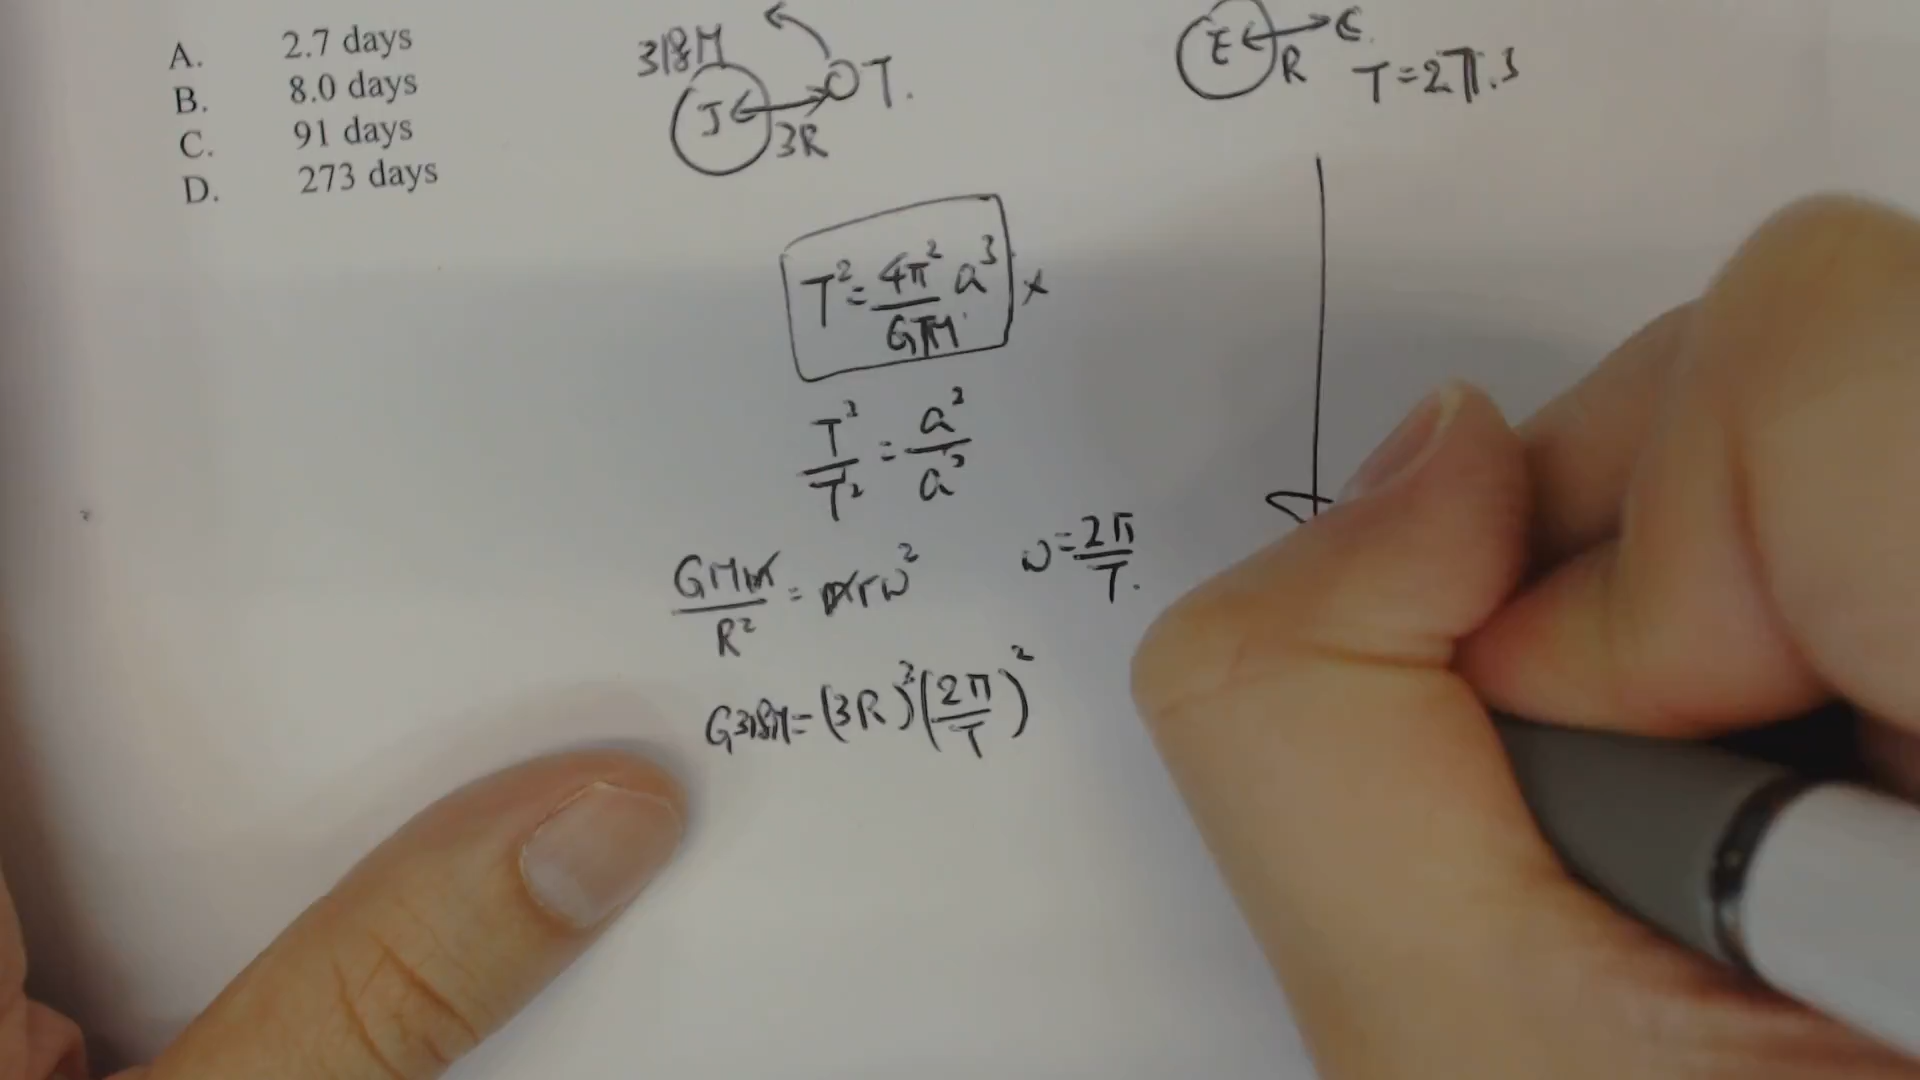 A. 2.7 days
B. 8.0 days
C. 91 days
D. 273 days
318M
J
3R
T.
E
R
T=27.3
T² = 4π²/GM a³
T²/T² = a³/a³
GMm/R² = mrω²
ω = 2π/T.
G318M = (3R)³(2π/T)²